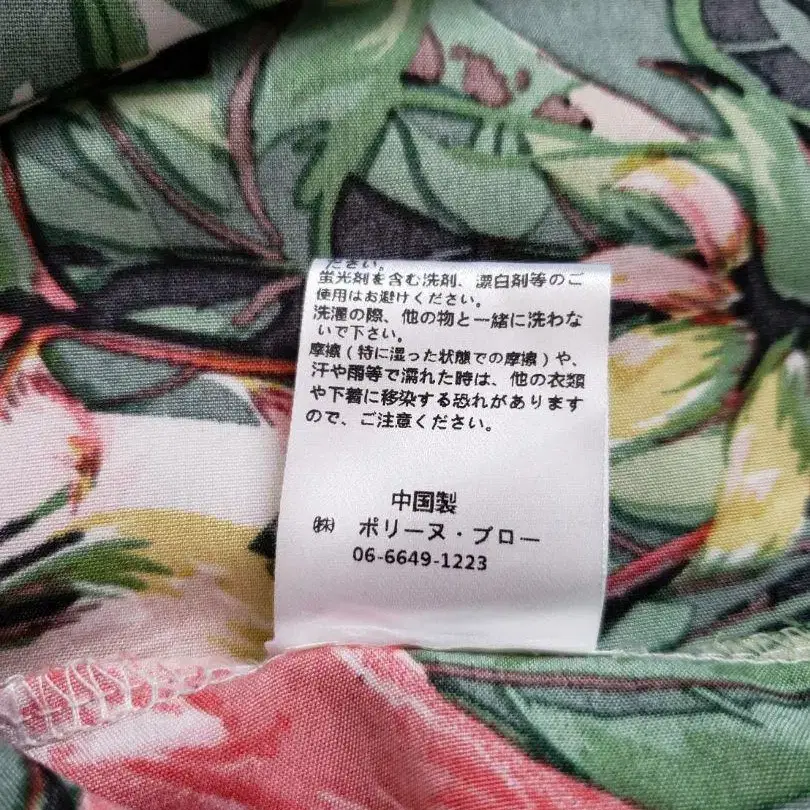 ださい。
蛍光剤を含む洗剤、漂白剤等のご
使用はお避けください。
洗濯の際、他の物と一緒に洗わな
いで下さい。
摩擦(特に湿った状態での摩擦)や、
汗や雨等で濡れた時は、他の衣類
や下着に移染する恐れがあります
ので、ご注意ください。
中国製
㈱ ポリーヌ・ブロー
06-6649-1223